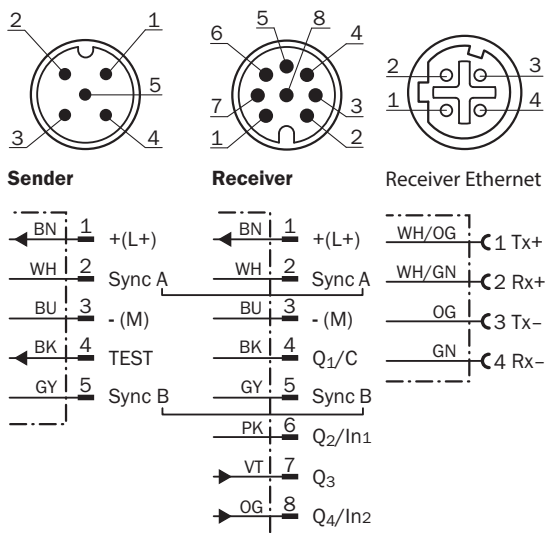 2 1
5
3 4
5 8
6 4
7 3
1 2
2 3
1 4
Sender
BN 1 +(L+)
WH 2 Sync A
BU 3 - (M)
BK 4 TEST
GY 5 Sync B
Receiver
BN 1 +(L+)
WH 2 Sync A
BU 3 - (M)
BK 4 Q1/C
GY 5 Sync B
PK 6 Q2/In1
VT 7 Q3
OG 8 Q4/In2
Receiver Ethernet
WH/OG 1 Tx+
WH/GN 2 Rx+
OG 3 Tx–
GN 4 Rx–